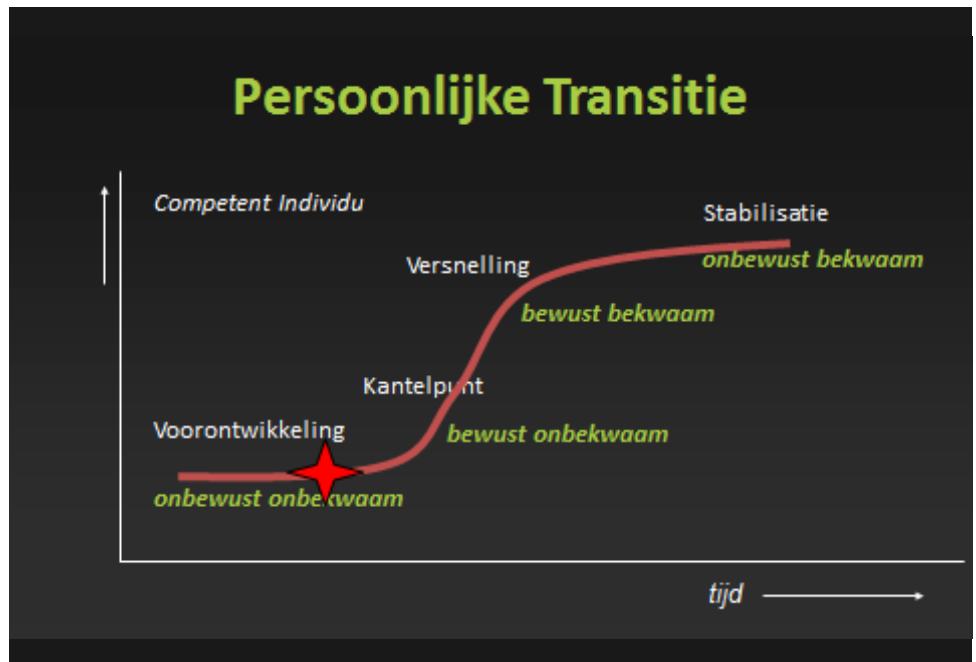 Persoonlijke Transitie
Competent Individu
Stabilisatie
onbewust bekwaam
Versnelling
bewust bekwaam
Kantelpunt
bewust onbekwaam
Voorontwikkeling
onbewust onbekwaam
tijd